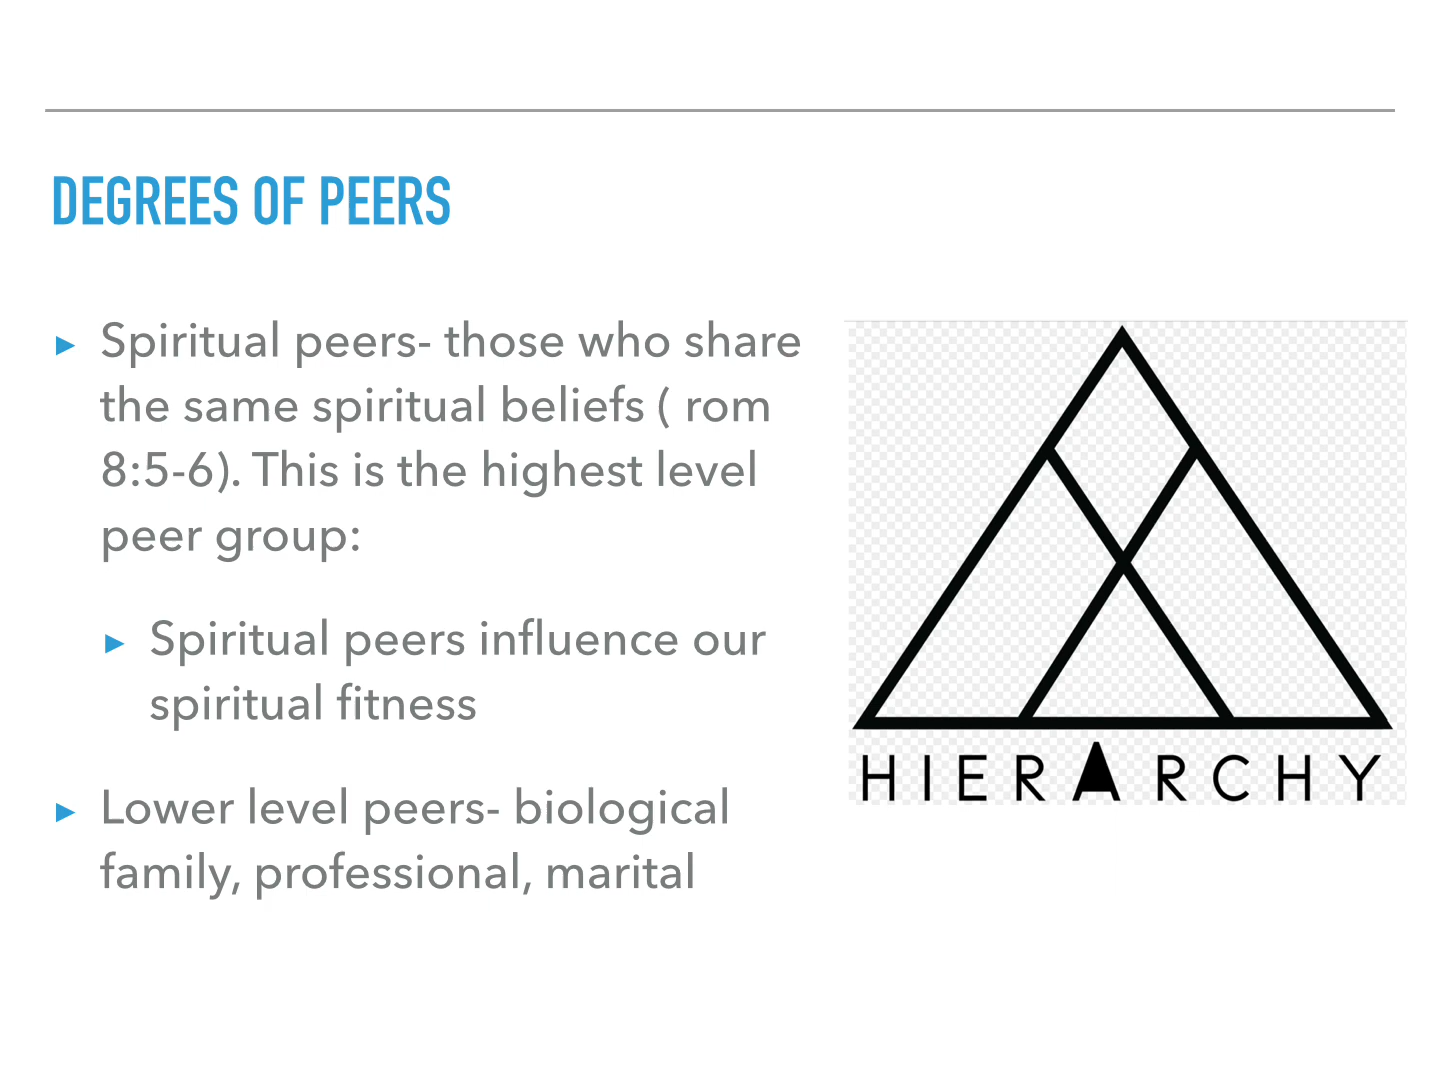 DEGREES OF PEERS
▸ Spiritual peers- those who share
the same spiritual beliefs ( rom
8:5-6). This is the highest level
peer group:
▸ Spiritual peers influence our
spiritual fitness
▸ Lower level peers- biological
family, professional, marital
HIERARCHY